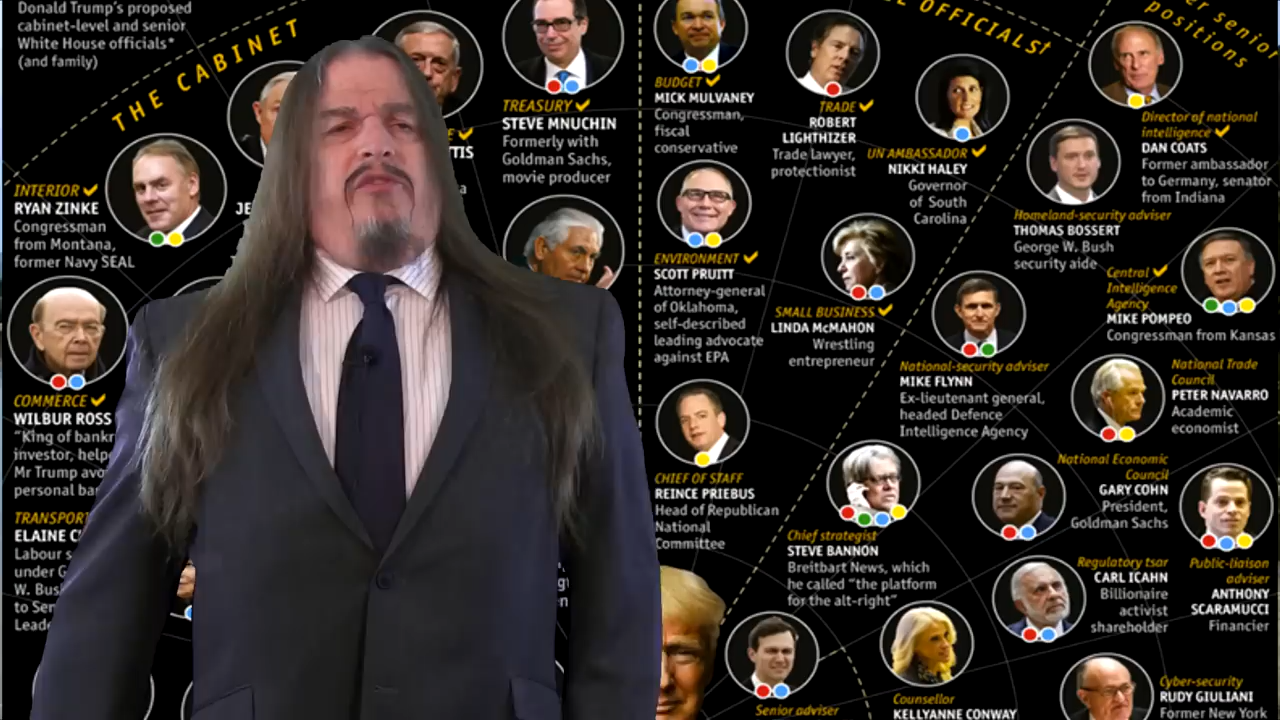 Donald Trump's proposed
cabinet-level and senior
White House officials*
(and family)
THE CABINET
INTERIOR
RYAN ZINKE
Congressman
from Montana,
former Navy SEAL
COMMERCE
WILBUR ROSS
"King of bankr
investor, helpe
Mr Trump avo
personal ban
TRANSPOR
ELAINE C
Labour s
under G
W. Bus
to Sen
Leade
JE
E
TIS
a
TREASURY
STEVE MNUCHIN
Formerly with
Goldman Sachs,
movie producer
E OFFICIALS†
BUDGET
MICK MULVANEY
Congressman,
fiscal
conservative
TRADE
ROBERT
LIGHTHIZER
Trade lawyer,
protectionist
UN AMBASSADOR
NIKKI HALEY
Governor
of South
Carolina
ENVIRONMENT
SCOTT PRUITT
Attorney-general
of Oklahoma,
self-described
leading advocate
against EPA
SMALL BUSINESS
LINDA McMAHON
Wrestling
entrepreneur
CHIEF OF STAFF
REINCE PRIEBUS
Head of Republican
National
Committee
er senior
positions
Director of national
intelligence
DAN COATS
Former ambassador
to Germany, senator
from Indiana
Homeland-security adviser
THOMAS BOSSERT
George W. Bush
security aide
Central
Intelligence
Agency
MIKE POMPEO
Congressman from Kansas
National-security adviser
MIKE FLYNN
Ex-lieutenant general,
headed Defence
Intelligence Agency
National Trade
Council
PETER NAVARRO
Academic
economist
Chief strategist
STEVE BANNON
Breitbart News, which
he called "the platform
for the alt-right"
National Economic
Council
GARY COHN
President,
Goldman Sachs
Regulatory tsar
CARL ICAHN
Billionaire
activist
shareholder
Public-liaison
adviser
ANTHONY
SCARAMUCCI
Financier
Senior adviser
Counsellor
KELLYANNE CONWAY
Cyber-security
RUDY GIULIANI
Former New York